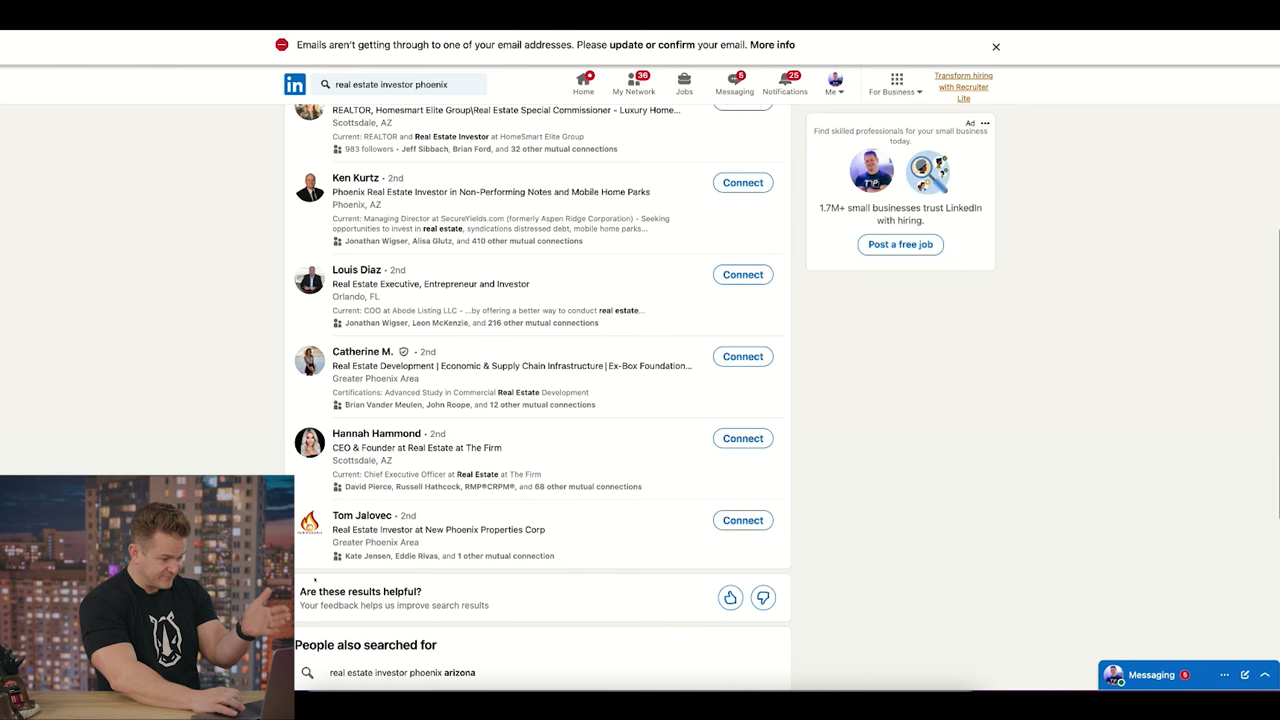 Emails aren't getting through to one of your email addresses. Please update or confirm your email. More info
in
real estate investor phoenix
Home
36
My Network
Jobs
5
Messaging
25
Notifications
Me
For Business
Transform hiring
with Recruiter
Lite
REALTOR, Homesmart Elite Group\Real Estate Special Commissioner - Luxury Home...
Scottsdale, AZ
Current: REALTOR and Real Estate Investor at HomeSmart Elite Group
983 followers • Jeff Sibbach, Brian Ford, and 32 other mutual connections
Ken Kurtz • 2nd
Connect
Phoenix Real Estate Investor in Non-Performing Notes and Mobile Home Parks
Phoenix, AZ
Current: Managing Director at SecureYields.com (formerly Aspen Ridge Corporation) - Seeking
opportunities to invest in real estate, syndications distressed debt, mobile home parks...
Jonathan Wigser, Alisa Glutz, and 410 other mutual connections
Louis Diaz • 2nd
Connect
Real Estate Executive, Entrepreneur and Investor
Orlando, FL
Current: COO at Abode Listing LLC - ...by offering a better way to conduct real estate...
Jonathan Wigser, Leon McKenzie, and 216 other mutual connections
Catherine M. • 2nd
Connect
Real Estate Development | Economic & Supply Chain Infrastructure | Ex-Box Foundation...
Greater Phoenix Area
Certifications: Advanced Study in Commercial Real Estate Development
Brian Vander Meulen, John Roope, and 12 other mutual connections
Hannah Hammond • 2nd
Connect
CEO & Founder at Real Estate at The Firm
Scottsdale, AZ
Current: Chief Executive Officer at Real Estate at The Firm
David Pierce, Russell Hathcock, RMP®CRPM®, and 68 other mutual connections
Tom Jalovec • 2nd
Connect
Real Estate Investor at New Phoenix Properties Corp
Greater Phoenix Area
Kate Jensen, Eddie Rivas, and 1 other mutual connection
Are these results helpful?
Your feedback helps us improve search results
People also searched for
real estate investor phoenix arizona
Ad
Find skilled professionals for your small business
today.
1.7M+ small businesses trust LinkedIn
with hiring.
Post a free job
Messaging 5